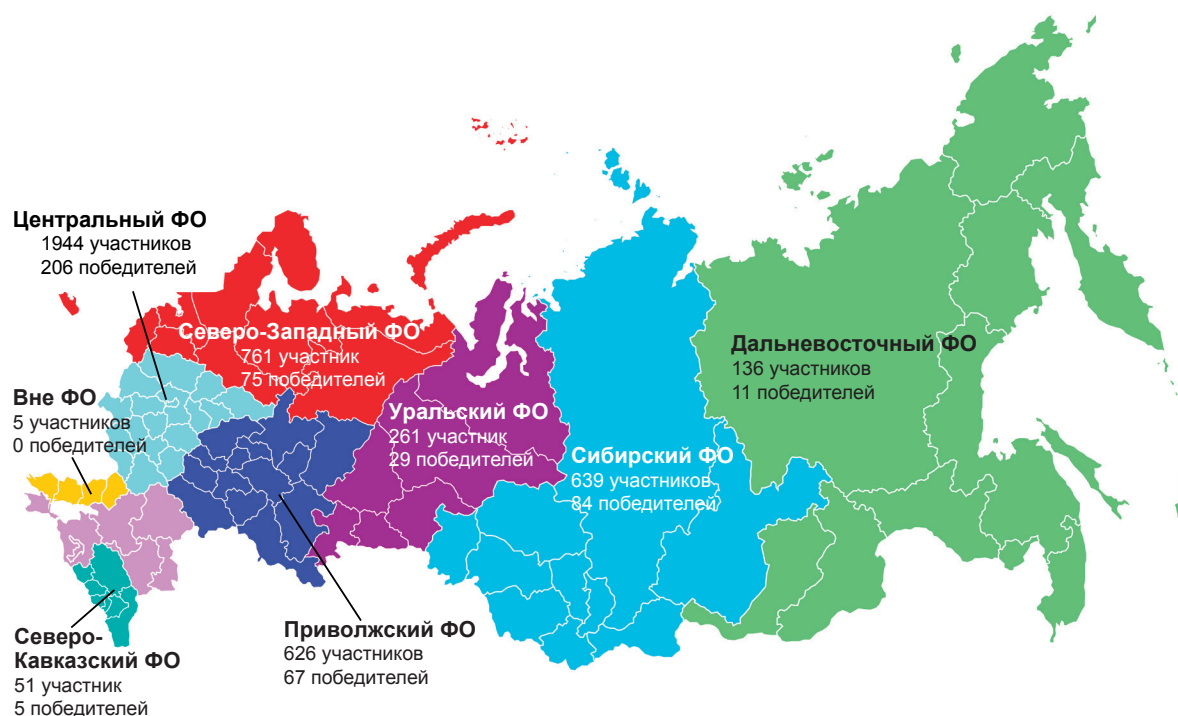 Центральный ФО
1944 участников
206 победителей
Северо-Западный ФО
761 участник
75 победителей
Дальневосточный ФО
136 участников
11 победителей
Вне ФО
5 участников
0 победителей
Уральский ФО
261 участник
29 победителей
Сибирский ФО
639 участников
84 победителей
Северо-
Кавказский ФО
51 участник
5 победителей
Приволжский ФО
626 участников
67 победителей